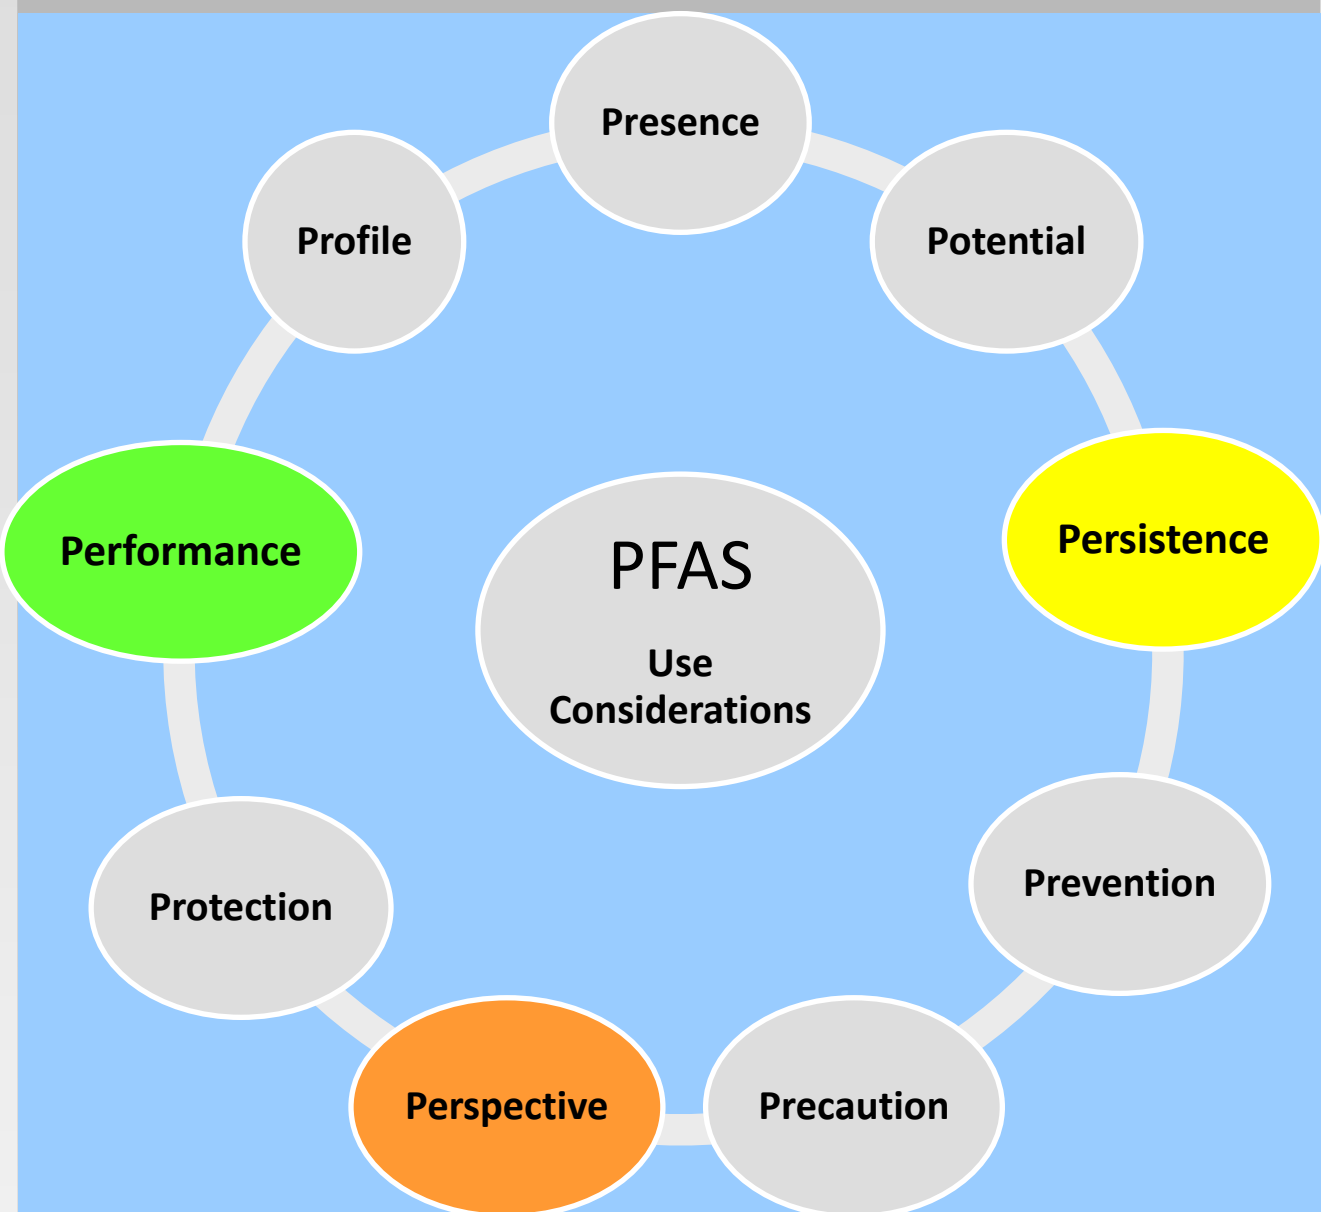 Presence
Profile
Potential
Performance
Persistence
PFAS
Use
Considerations
Protection
Prevention
Perspective
Precaution